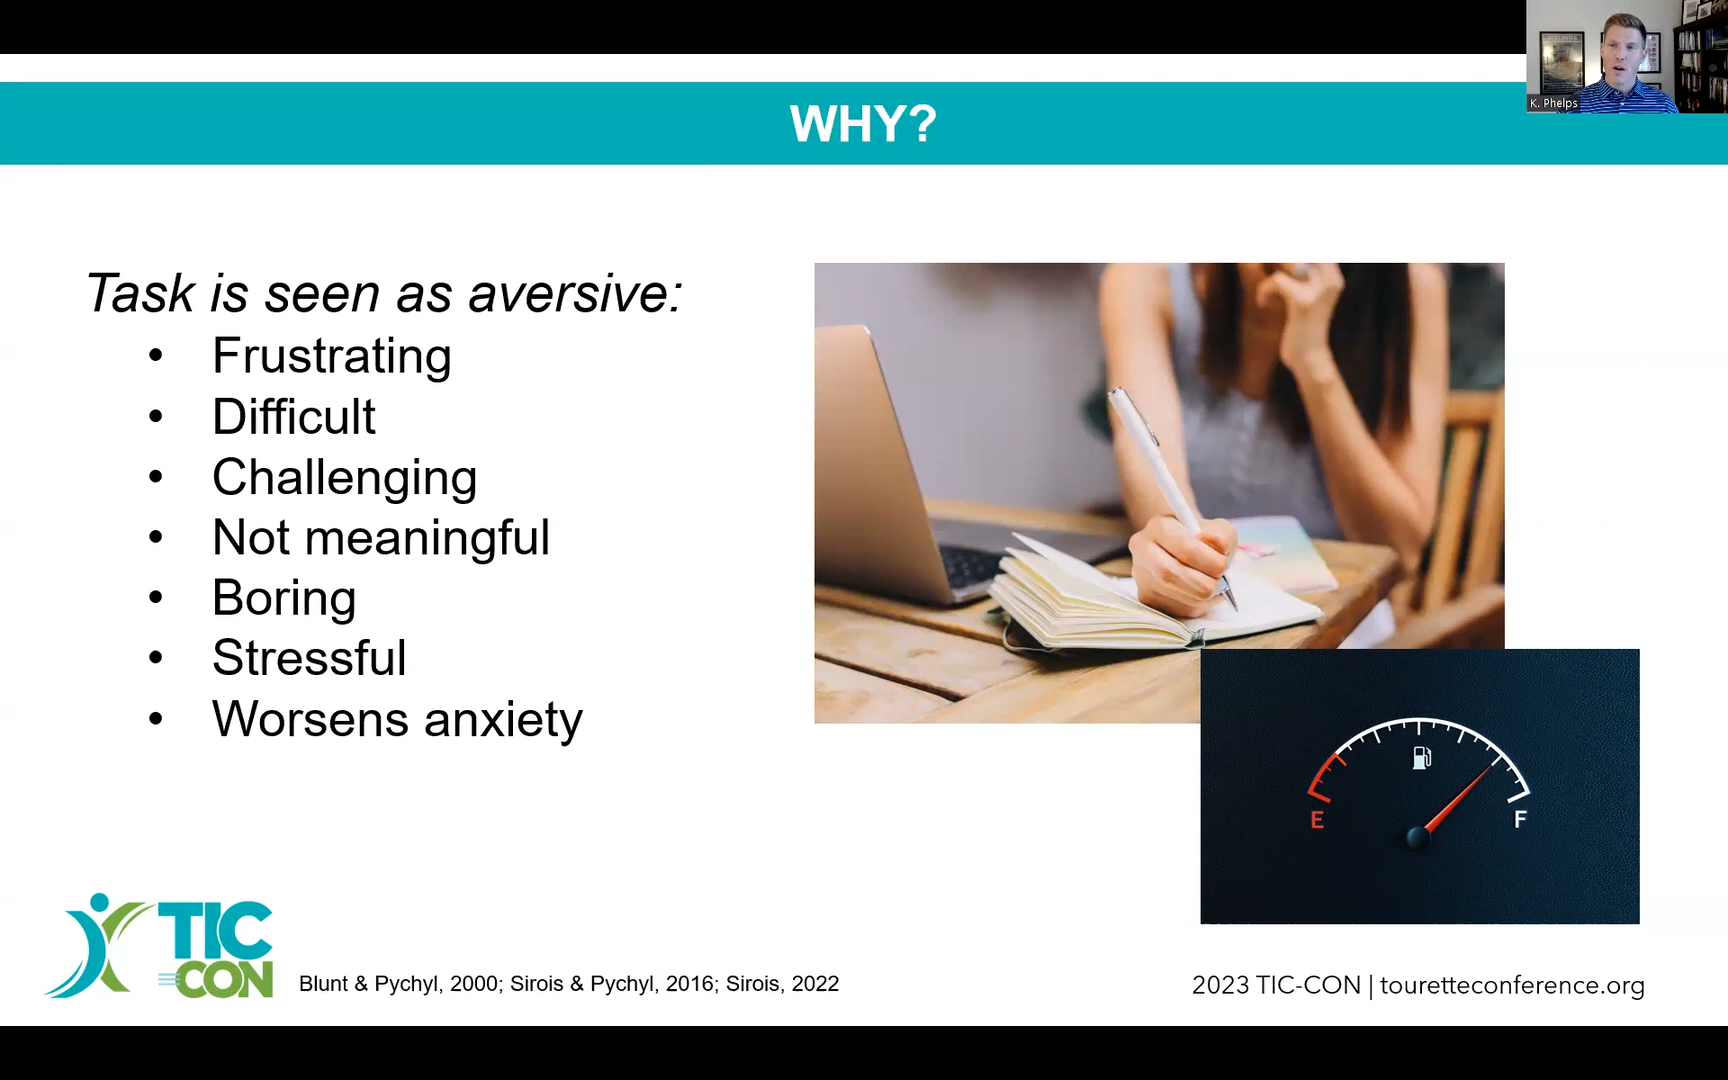 K. Phelps
WHY?
Task is seen as aversive:
• Frustrating
• Difficult
• Challenging
• Not meaningful
• Boring
• Stressful
• Worsens anxiety
E
F
TIC
CON
Blunt & Pychyl, 2000; Sirois & Pychyl, 2016; Sirois, 2022
2023 TIC-CON | touretteconference.org